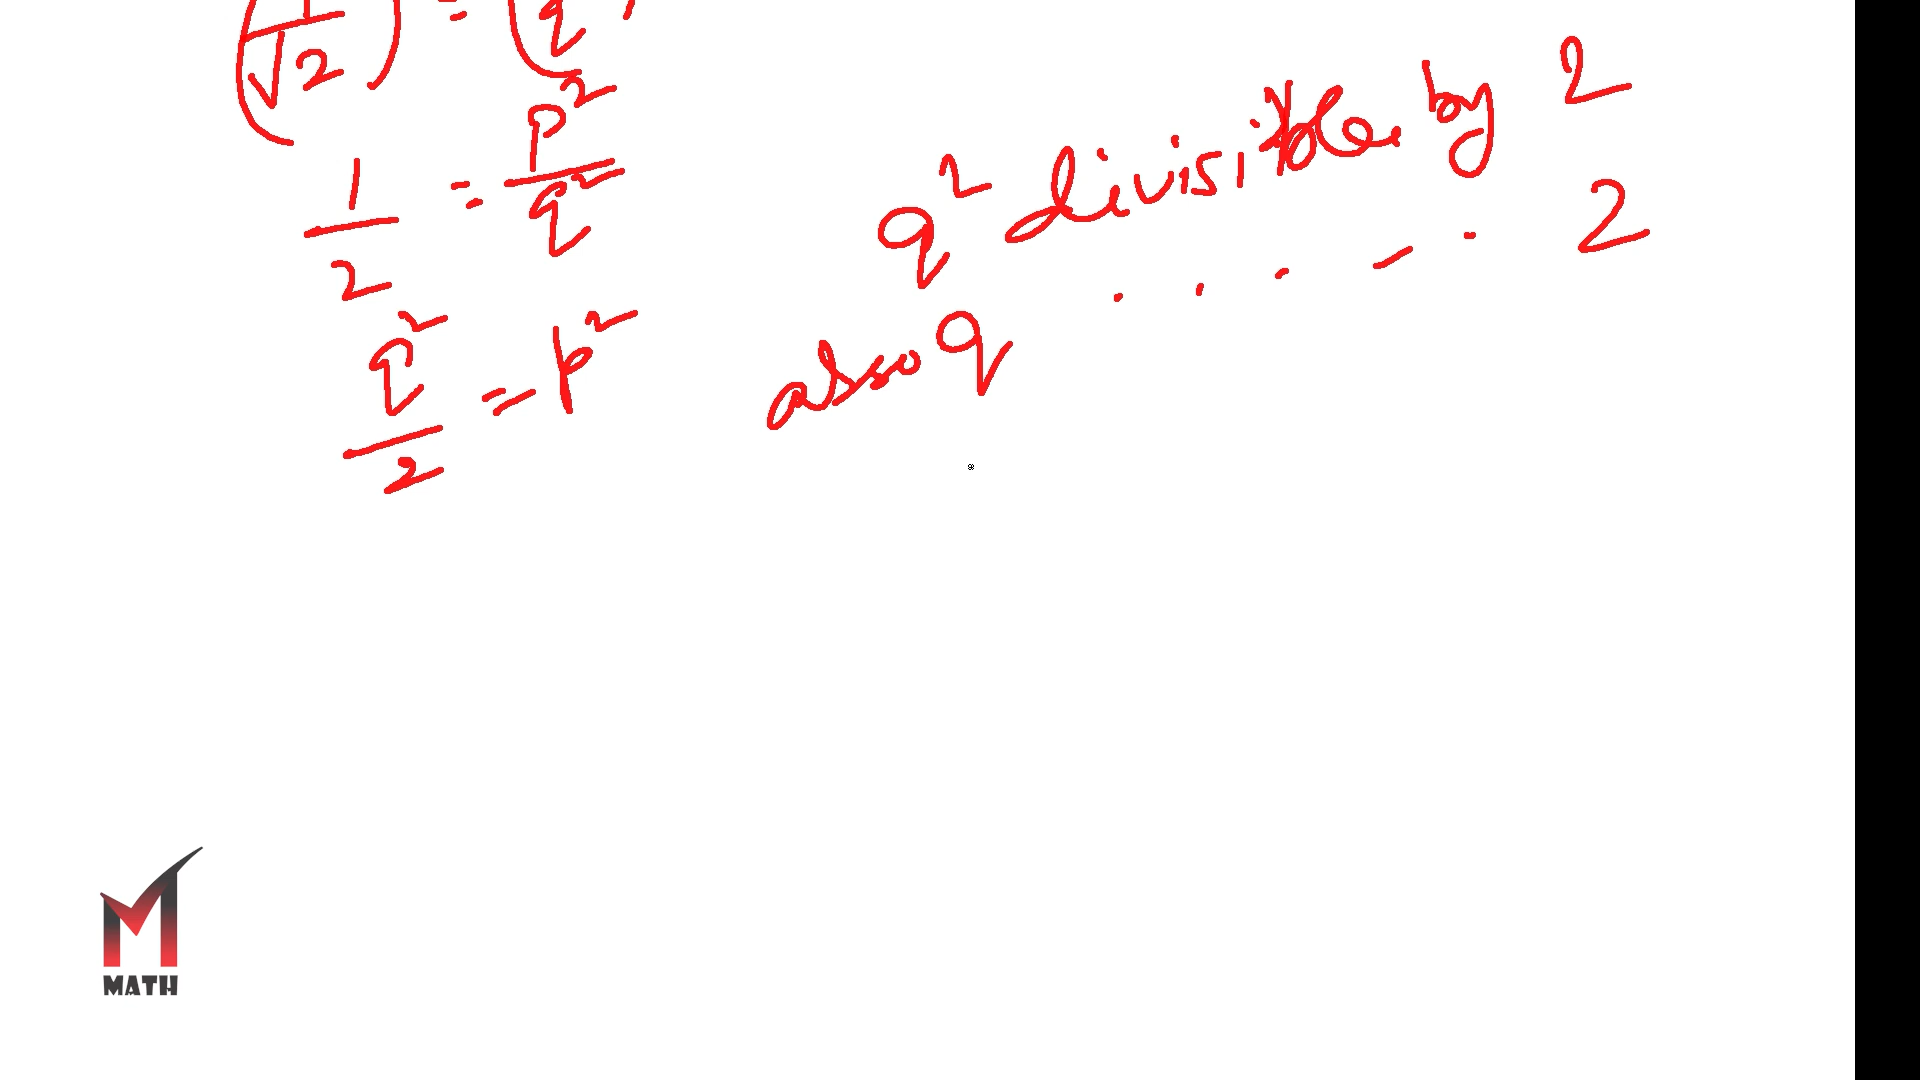 (1/√2) = (q
1/2 = p²/q²
q²/2 = p²
q² divisible by 2
also q . . . - . 2
MATH